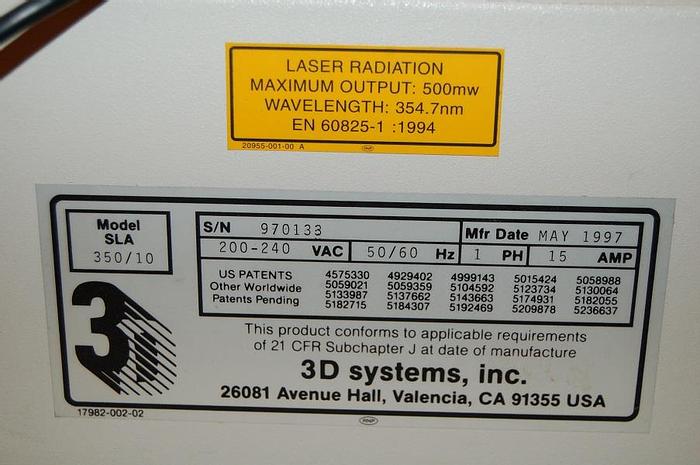 LASER RADIATION
MAXIMUM OUTPUT: 500mw
WAVELENGTH: 354.7nm
EN 60825-1 :1994
20955-001-00 A
Model
SLA
350/10
S/N 970133
Mfr Date MAY 1997
200-240 VAC 50/60 Hz 1 PH 15 AMP
US PATENTS 4575330 4929402 4999143 5015424 5058988
Other Worldwide 5059021 5059359 5104592 5123734 5130064
Patents Pending 5133987 5137662 5143663 5174931 5182055
5182715 5184307 5192469 5209878 5236637
3
This product conforms to applicable requirements
of 21 CFR Subchapter J at date of manufacture
3D systems, inc.
26081 Avenue Hall, Valencia, CA 91355 USA
17982-002-02